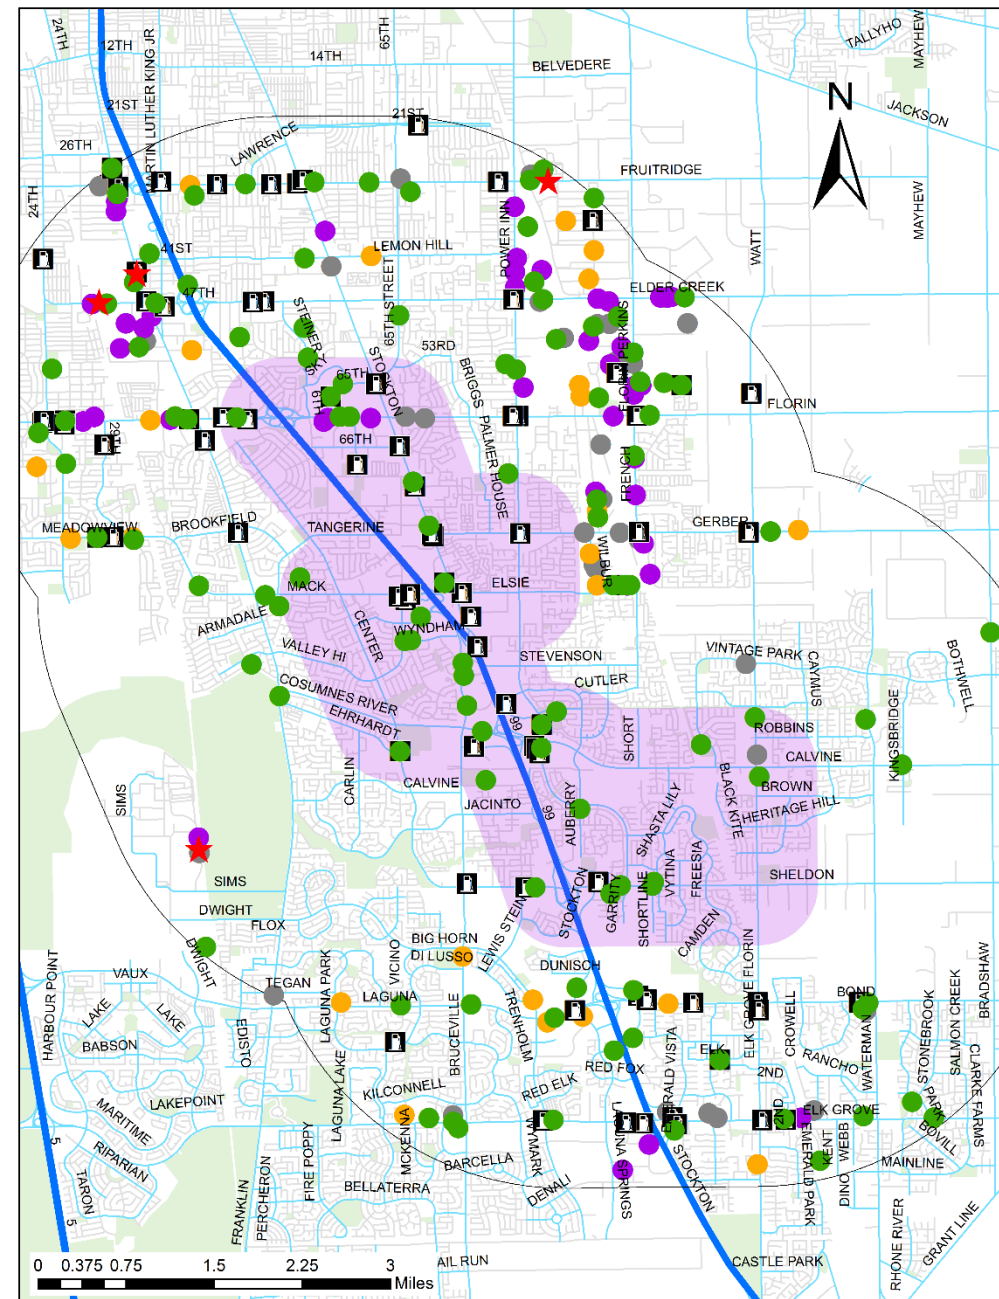 24TH
12TH
MARTIN LUTHER KING JR
65TH
14TH
TALLYHO
MAYHEW
BELVEDERE
21ST
21ST
JACKSON
N
26TH
LAWRENCE
FRUITRIDGE
24TH
MAYHEW
41ST
LEMON HILL
POWER INN
WATT
47TH
ELDER CREEK
STEINER
65TH STREET
FLORIN PERKINS
53RD
STOCKTON
65TH
BRIGGS
PALMER HOUSE
FLORIN
66TH
29TH
FRENCH
MEADOWVIEW
BROOKFIELD
TANGERINE
GERBER
WILBUR
MACK
ELSIE
ARMADALE
CENTER
WYNDHAM
VALLEY HI
STEVENSON
VINTAGE PARK
CAYMUS
BOTHWELL
COSUMNES RIVER
CUTLER
EHRHARDT
99
SHORT
ROBBINS
KINGSBRIDGE
CARLIN
CALVINE
CALVINE
BLACK KITE
BROWN
SIMS
JACINTO
99
AUBERRY
SHASTA LILY
HERITAGE HILL
VYTINA
FREESIA
SIMS
STOCKTON
GARRITY
SHORTLINE
SHELDON
DWIGHT
FLOX
LEWIS STEIN
CAMDEN
DWIGHT
BIG HORN
DI LUSSO
DUNISCH
HARBOUR POINT
VAUX
TEGAN
LAGUNA PARK
VICINO
LAGUNA
BRUCEVILLE
TRENHOLM
ELK GROVE FLORIN
BOND
BRADSHAW
LAKE
LAKE
EDISTO
CROWELL
WATERMAN
STONEBROOK
SALMON CREEK
BABSON
EMERALD VISTA
ELK
RANCHO
CLARKE FARMS
LAGUNA LAKE
KILCONNELL
RED ELK
RED FOX
2ND
LAKEPOINT
MARITIME
MCKENNA
WYMARK
LAGUNA SPRINGS
2ND
ELK GROVE
PARK
5
RIPARIAN
FIRE POPPY
BARCELLA
STOCKTON
EMERALD PARK
KENT
WEBB
BOVILL
MAINLINE
TARON
FRANKLIN
PERCHERON
BELLATERRA
DENALI
DINO
5
RHONE RIVER
GRANT LINE
AIL RUN
CASTLE PARK
0 0.375 0.75 1.5 2.25 3
Miles